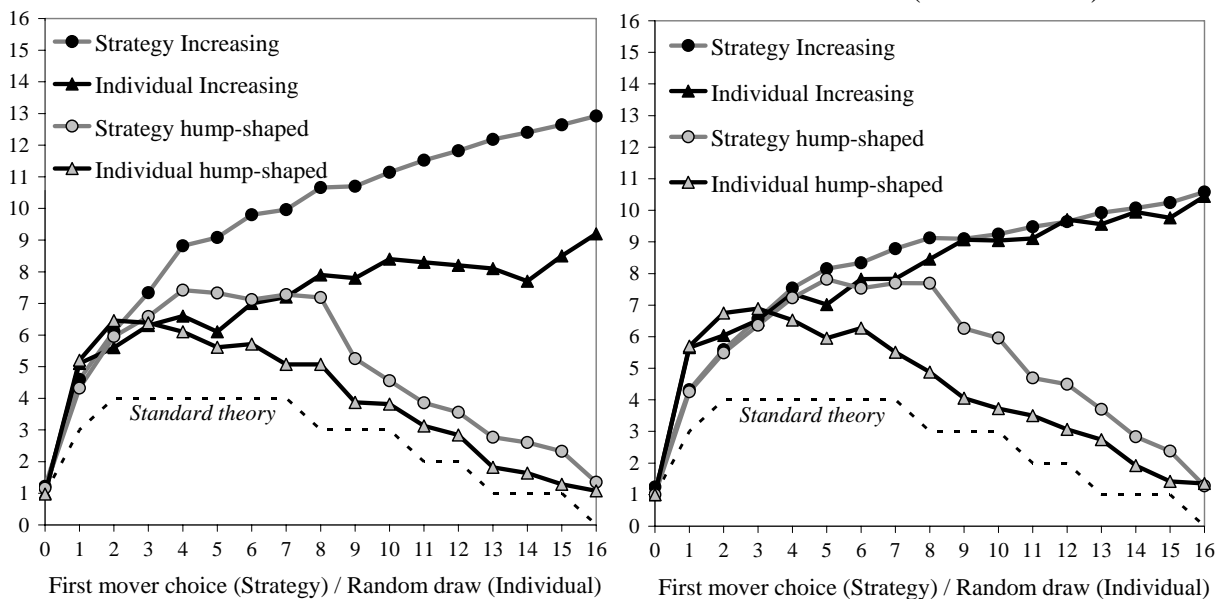 16
15
14
13
12
11
10
9
8
7
6
5
4
3
2
1
0
Strategy Increasing
Individual Increasing
Strategy hump-shaped
Individual hump-shaped
Standard theory
0 1 2 3 4 5 6 7 8 9 10 11 12 13 14 15 16
First mover choice (Strategy) / Random draw (Individual)
16
15
14
13
12
11
10
9
8
7
6
5
4
3
2
1
0
Strategy Increasing
Individual Increasing
Strategy hump-shaped
Individual hump-shaped
Standard theory
0 1 2 3 4 5 6 7 8 9 10 11 12 13 14 15 16
First mover choice (Strategy) / Random draw (Individual)